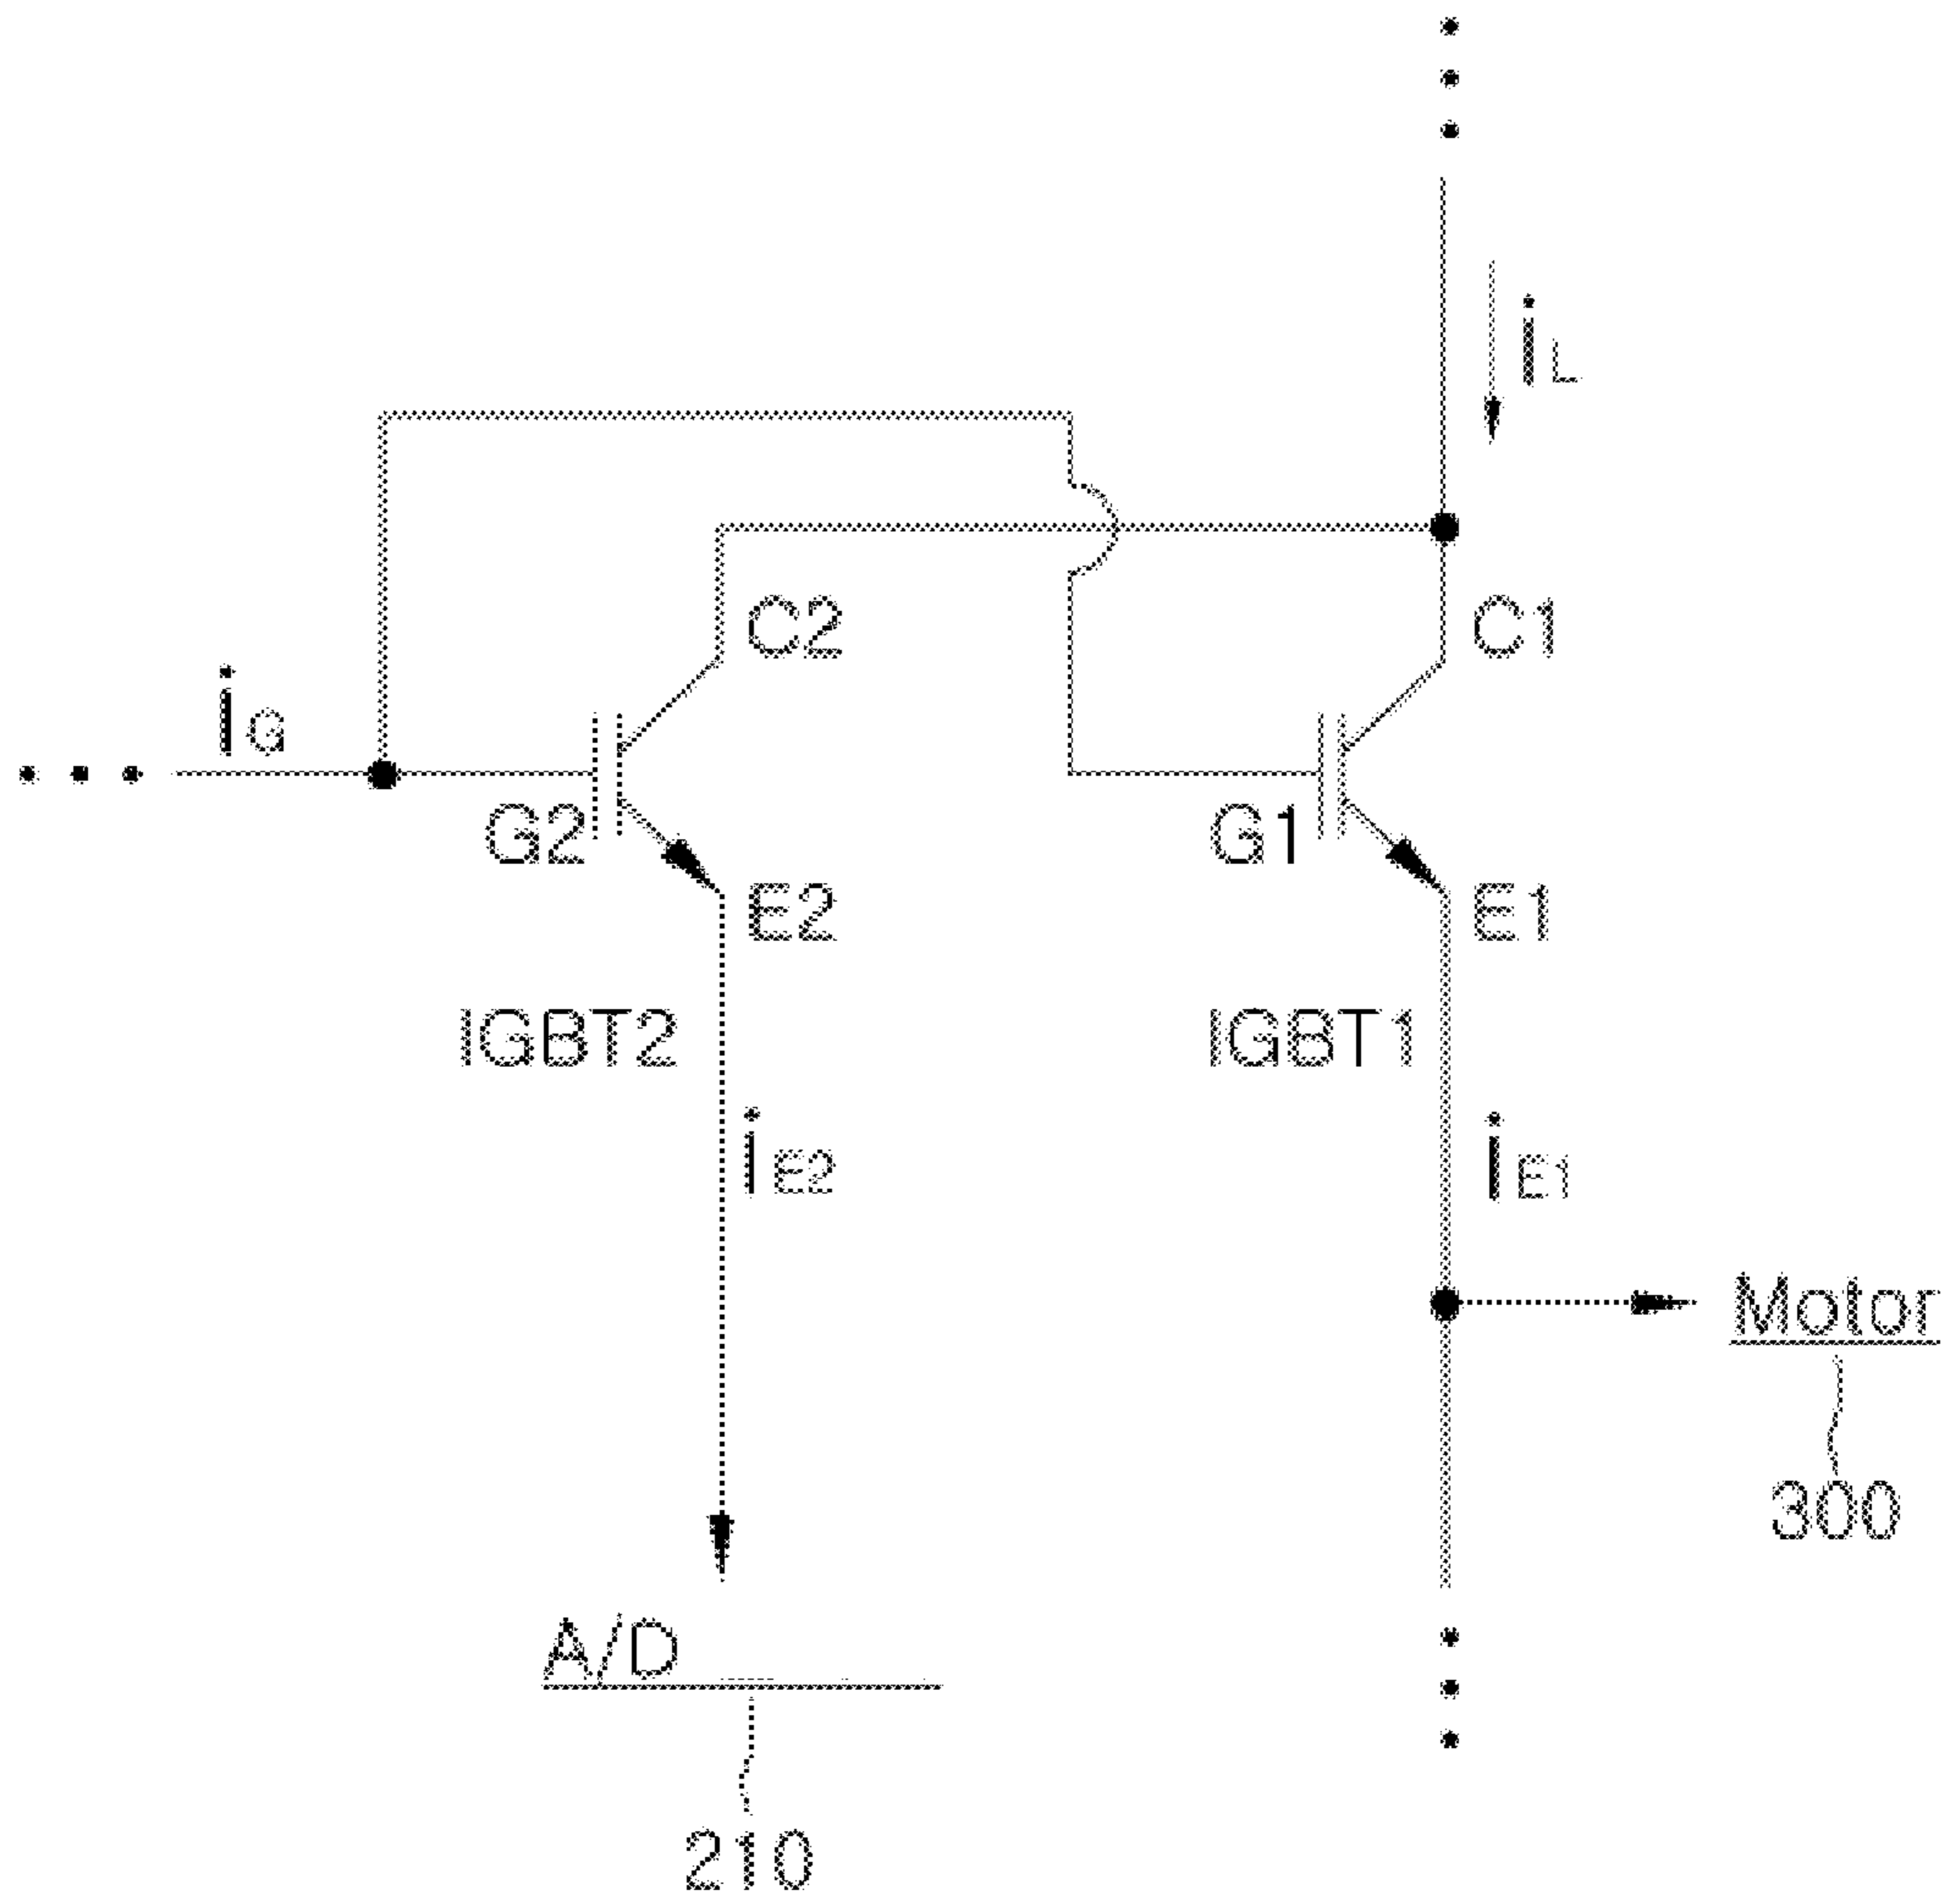 iL
C2
C1
iG
G2
G1
E2
E1
IGBT2
IGBT1
iE2
iE1
Motor
300
A/D
210